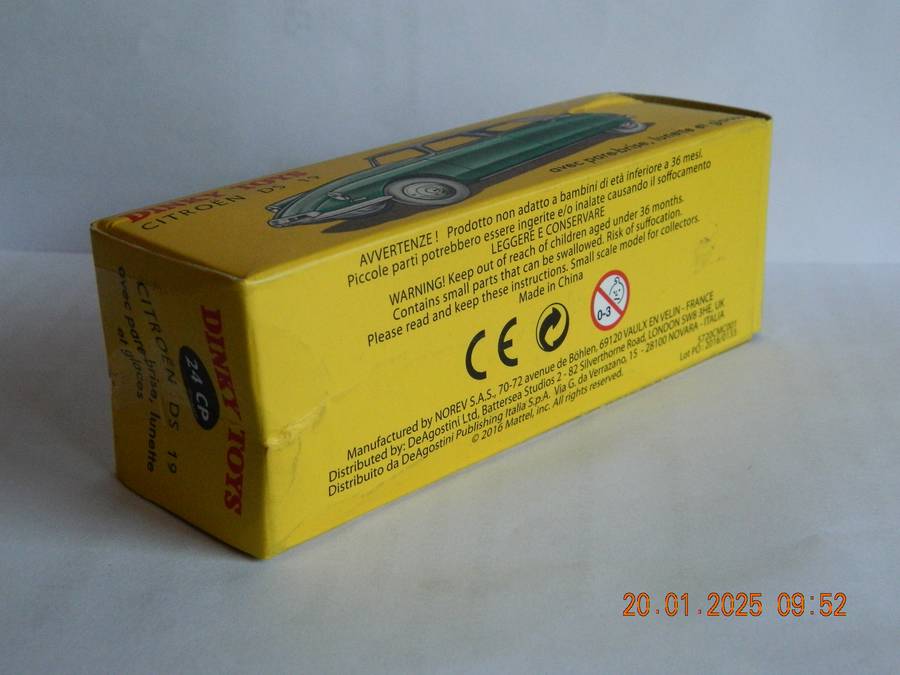 DINKY TOYS
CITROËN DS 19
avec pare-brise, lunette et glaces
AVVERTENZE ! Prodotto non adatto a bambini di età inferiore a 36 mesi.
Piccole parti potrebbero essere ingerite e/o inalate causando il soffocamento
LEGGERE E CONSERVARE
WARNING! Keep out of reach of children aged under 36 months.
Contains small parts that can be swallowed. Risk of suffocation.
Please read and keep these instructions. Small scale model for collectors.
Made in China
CE
0-3
Manufactured by NOREV S.A.S., 70-72 avenue de Böhlen, 69120 VAULX EN VELIN - FRANCE
Distributed by: DeAgostini Ltd, Battersea Studios 2 - 82 Silverthorne Road, LONDON SW8 3HE, UK
Distribuito da DeAgostini Publishing Italia S.p.A. Via G. da Verrazano, 15 - 28100 NOVARA - ITALIA
© 2016 Mattel, inc. All rights reserved.
Lot PO :
DINKY TOYS
24 CP
CITROËN DS 19
avec pare brise, lunette
et glaces
20.01.2025 09:52